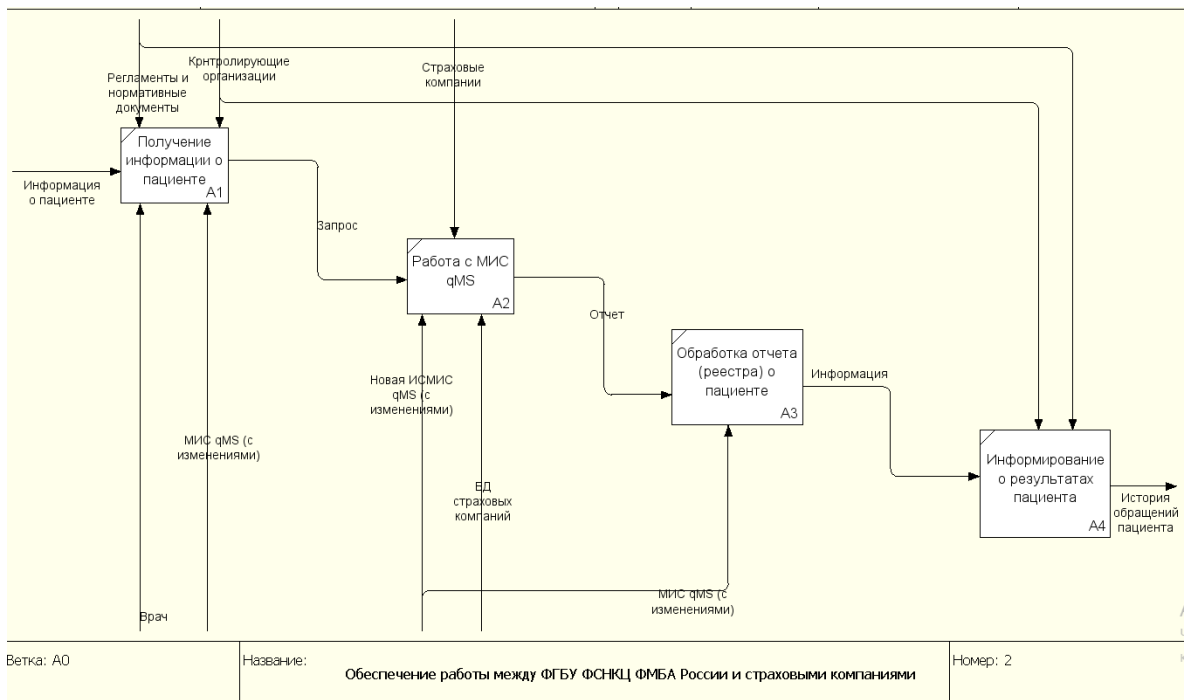 Регламенты и
нормативные
документы
Крнтролирующие
организации
Страховые
компании
Получение
информации о
пациенте
A1
Информация
о пациенте
Запрос
Работа с МИС
qMS
A2
Отчет
Обработка отчета
(реестра) о
пациенте
A3
Информация
Новая ИСМИС
qMS (с
изменениями)
МИС qMS (с
изменениями)
БД
страховых
компаний
Информирование
о результатах
пациента
A4
История
обращений
пациента
Врач
МИС qMS (с
изменениями)
Ветка: A0
Название:
Обеспечение работы между ФГБУ ФСНКЦ ФМБА России и страховыми компаниями
Номер: 2